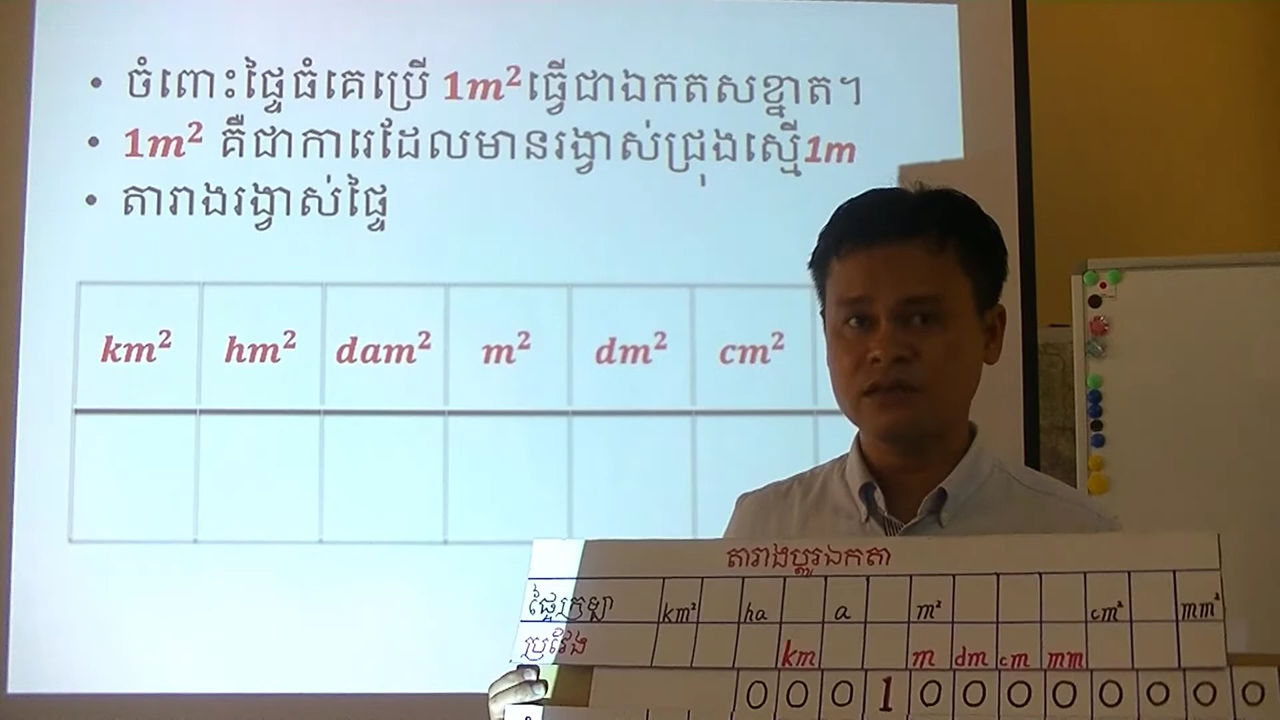 • ចំពោះផ្ទៃធំគេប្រើ 1m² ធ្វើជាឯកតសខ្នាត។
• 1m² គឺជាការេដែលមានរង្វាស់ជ្រុងស្មើ1m
• តារាងរង្វាស់ផ្ទៃ
km² hm² dam² m² dm² cm²
តារាងប្តូរឯកតា
ផ្ទៃក្រឡា km² ha a m² cm² mm²
ប្រវែង km m dm cm mm
0 0 0 1 0 0 0 0 0 0 0 0